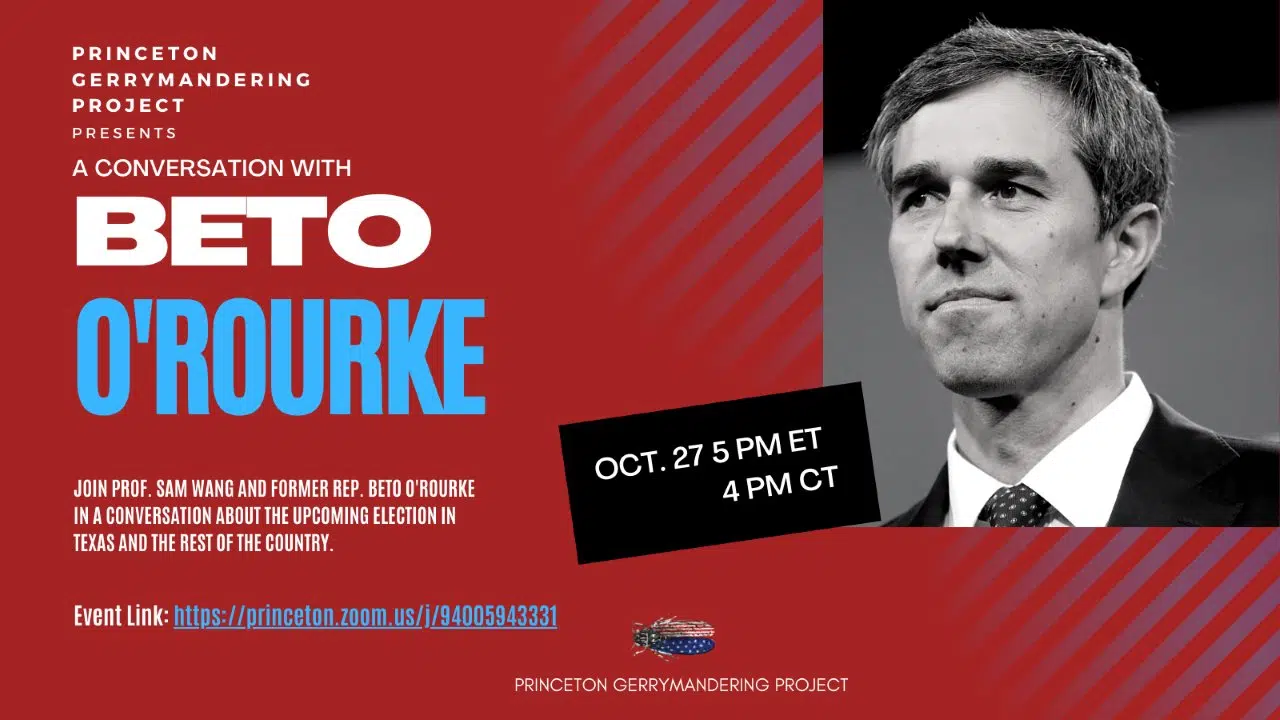 PRINCETON
GERRYMANDERING
PROJECT
PRESENTS
A CONVERSATION WITH
BETO
O'ROURKE
OCT. 27 5 PM ET
4 PM CT
JOIN PROF. SAM WANG AND FORMER REP. BETO O'ROURKE
IN A CONVERSATION ABOUT THE UPCOMING ELECTION IN
TEXAS AND THE REST OF THE COUNTRY.
Event Link: https://princeton.zoom.us/j/94005943331
PRINCETON GERRYMANDERING PROJECT